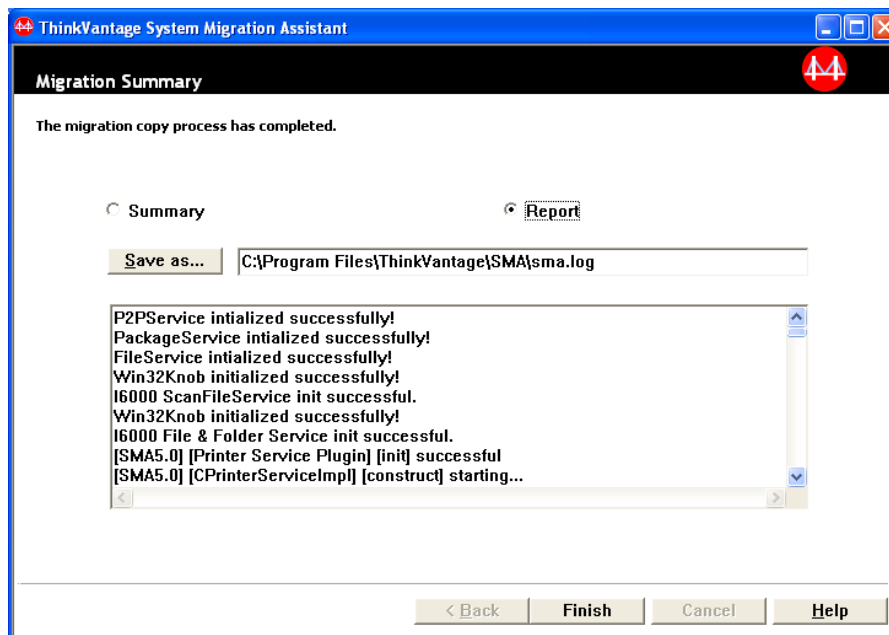 ThinkVantage System Migration Assistant
Migration Summary
The migration copy process has completed.
Summary
Report
Save as...
C:\Program Files\ThinkVantage\SMA\sma.log
P2PService intialized successfully!
PackageService intialized successfully!
FileService intialized successfully!
Win32Knob initialized successfully!
I6000 ScanFileService init successful.
Win32Knob initialized successfully!
I6000 File & Folder Service init successful.
[SMA5.0] [Printer Service Plugin] [init] successful
[SMA5.0] [CPrinterServiceImpl] [construct] starting...
< Back
Finish
Cancel
Help